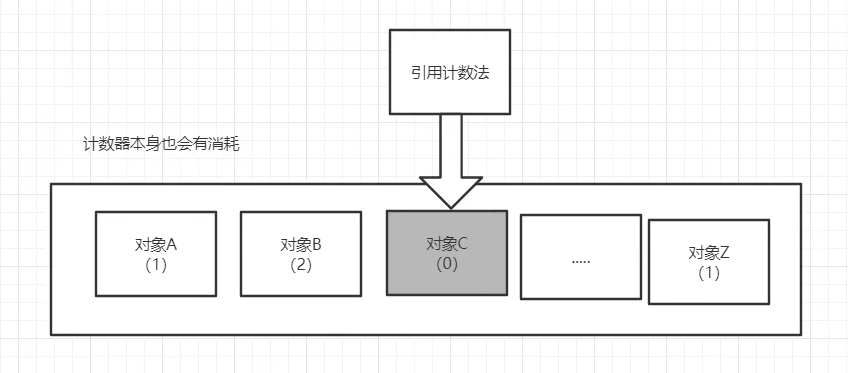 引用计数法
计数器本身也会有消耗
对象A
（1）
对象B
（2）
对象C
（0）
.....
对象Z
（1）